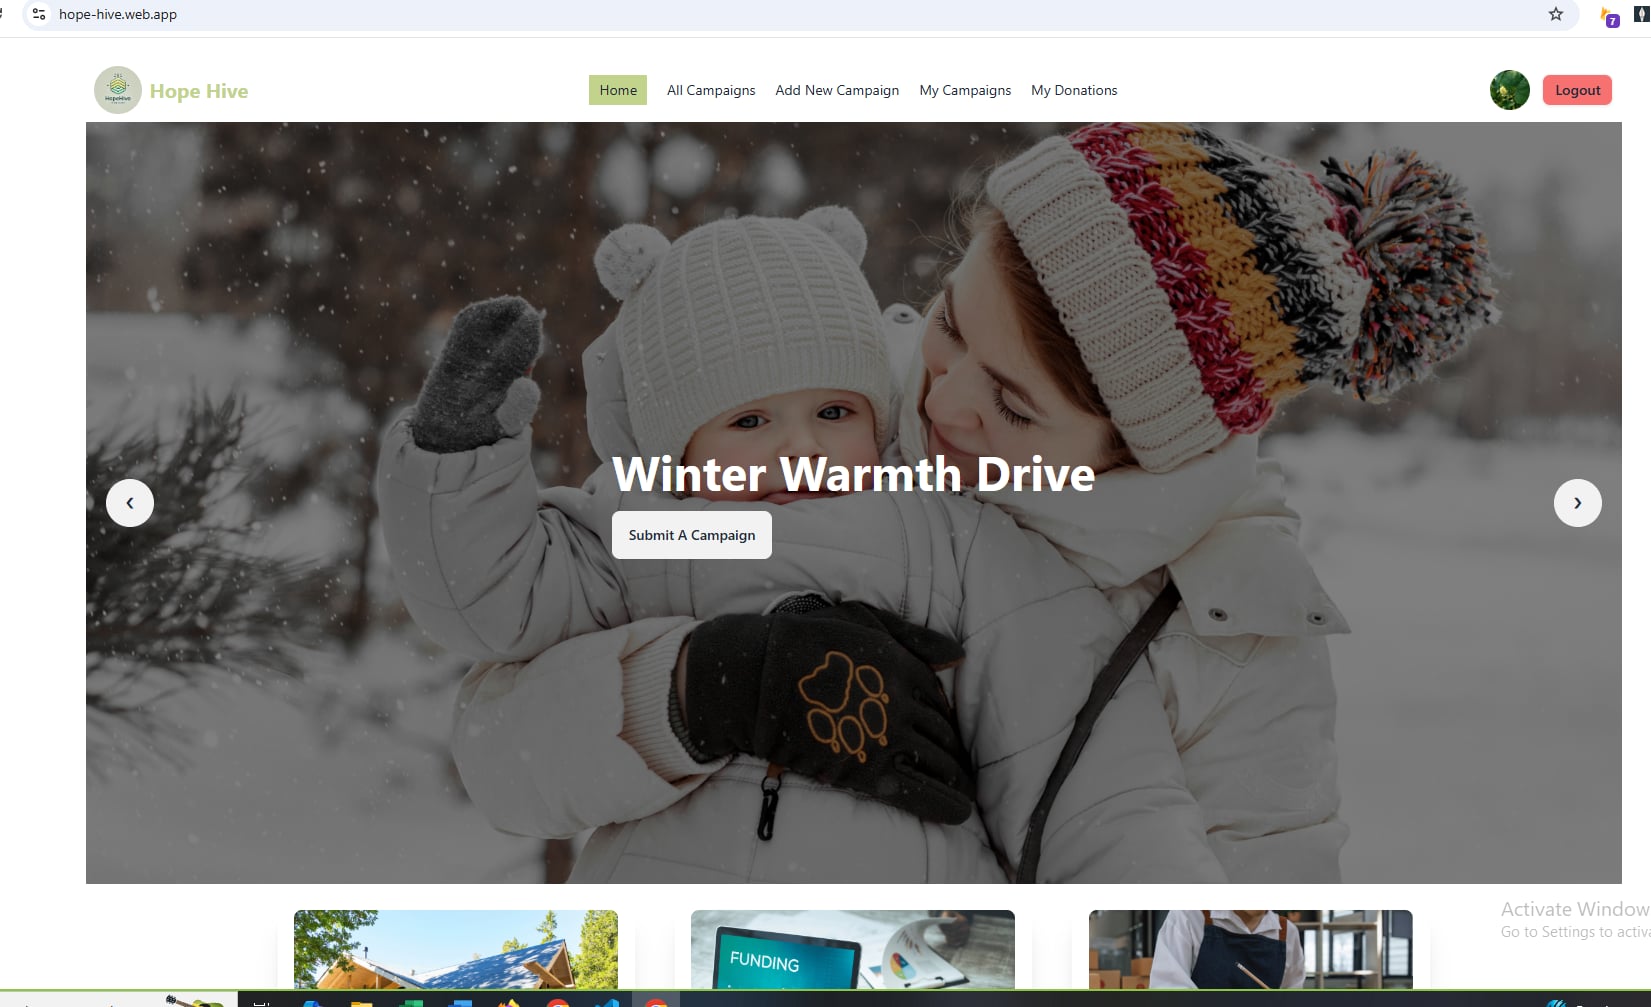 hope-hive.web.app
7
HopeHive
Hope Hive
Home
All Campaigns
Add New Campaign
My Campaigns
My Donations
Logout
‹
Winter Warmth Drive
›
Submit A Campaign
Activate Window
Go to Settings to activa
FUNDING